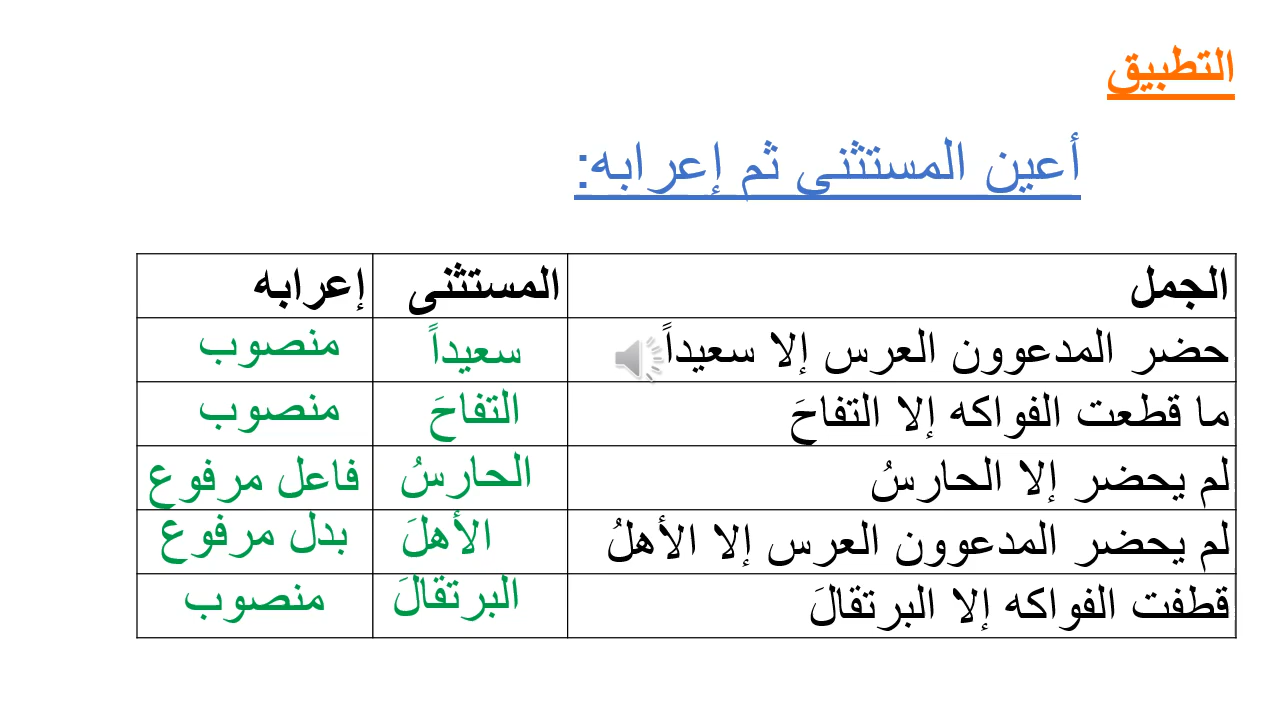 التطبيق
أعين المستثنى ثم إعرابه:
الجمل المستثنى إعرابه
حضر المدعوون العرس إلا سعيداً سعيداً منصوب
ما قطعت الفواكه إلا التفاحَ التفاحَ منصوب
لم يحضر إلا الحارسُ الحارسُ فاعل مرفوع
لم يحضر المدعوون العرس إلا الأهلُ الأهلَ بدل مرفوع
قطفت الفواكه إلا البرتقالَ البرتقالَ منصوب